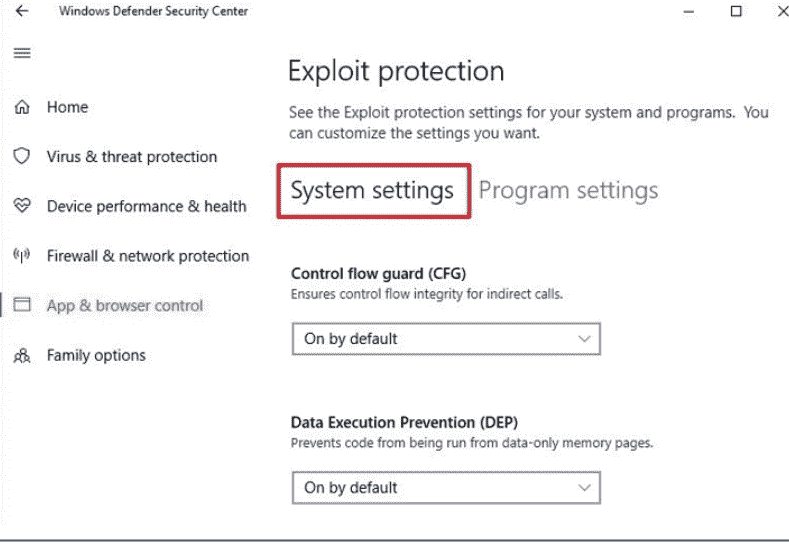 Windows Defender Security Center
Home
Virus & threat protection
Device performance & health
Firewall & network protection
App & browser control
Family options
Exploit protection
See the Exploit protection settings for your system and programs. You
can customize the settings you want.
System settings Program settings
Control flow guard (CFG)
Ensures control flow integrity for indirect calls.
On by default
Data Execution Prevention (DEP)
Prevents code from being run from data-only memory pages.
On by default